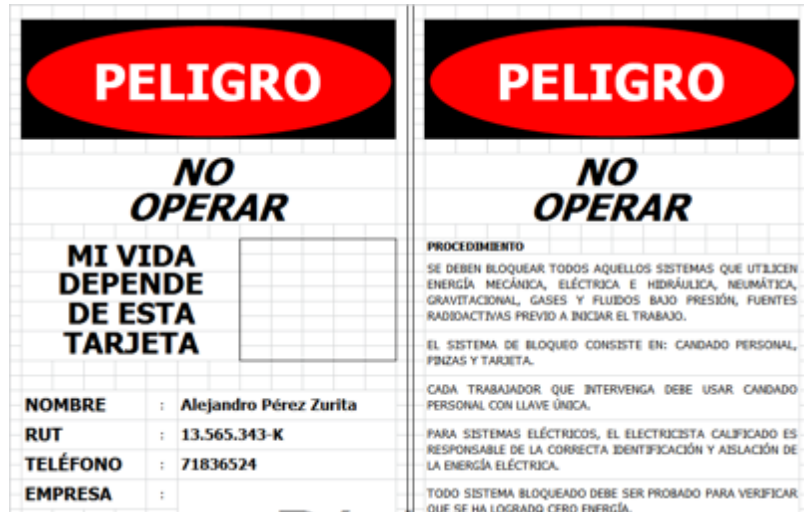 PELIGRO
NO
OPERAR
MI VIDA
DEPENDE
DE ESTA
TARJETA
NOMBRE : Alejandro Pérez Zurita
RUT : 13.565.343-K
TELÉFONO : 71836524
EMPRESA :
PELIGRO
NO
OPERAR
PROCEDIMIENTO
SE DEBEN BLOQUEAR TODOS AQUELLOS SISTEMAS QUE UTILICEN
ENERGÍA MECÁNICA, ELÉCTRICA E HIDRÁULICA, NEUMÁTICA,
GRAVITACIONAL, GASES Y FLUIDOS BAJO PRESIÓN, FUENTES
RADIOACTIVAS PREVIO A INICIAR EL TRABAJO.
EL SISTEMA DE BLOQUEO CONSISTE EN: CANDADO PERSONAL,
PINZAS Y TARJETA.
CADA TRABAJADOR QUE INTERVENGA DEBE USAR CANDADO
PERSONAL CON LLAVE ÚNICA.
PARA SISTEMAS ELÉCTRICOS, EL ELECTRICISTA CALIFICADO ES
RESPONSABLE DE LA CORRECTA IDENTIFICACIÓN Y AISLACIÓN DE
LA ENERGÍA ELÉCTRICA.
TODO SISTEMA BLOQUEADO DEBE SER PROBADO PARA VERIFICAR
QUE SE HA LOGRADO CERO ENERGÍA.